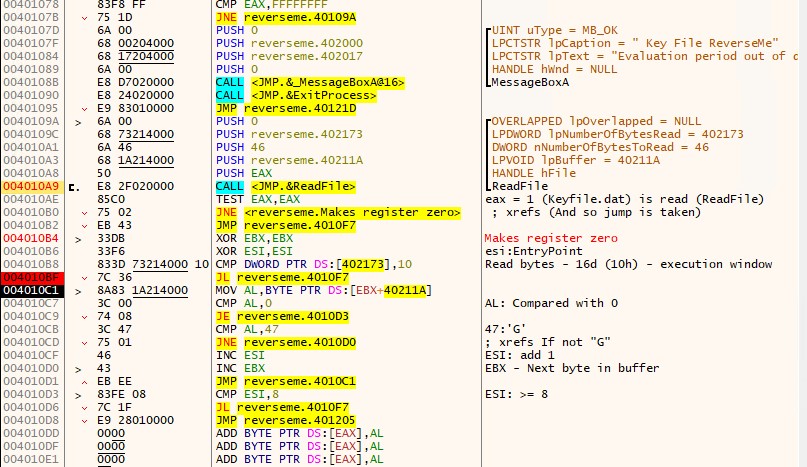 00401078 83F8 FF CMP EAX,FFFFFFFF
0040107B 75 1D JNE reverseme.40109A
0040107D 6A 00 PUSH 0 UINT uType = MB_OK
0040107F 68 00204000 PUSH reverseme.402000 LPCTSTR lpCaption = " Key File ReverseMe"
00401084 68 17204000 PUSH reverseme.402017 LPCTSTR lpText = "Evaluation period out of d
00401089 6A 00 PUSH 0 HANDLE hWnd = NULL
0040108B E8 D7020000 CALL <JMP.&_MessageBoxA@16> MessageBoxA
00401090 E8 24020000 CALL <JMP.&ExitProcess>
00401095 E9 83010000 JMP reverseme.40121D
0040109A > 6A 00 PUSH 0 OVERLAPPED lpOverlapped = NULL
0040109C 68 73214000 PUSH reverseme.402173 LPDWORD lpNumberOfBytesRead = 402173
004010A1 6A 46 PUSH 46 DWORD nNumberOfBytesToRead = 46
004010A3 68 1A214000 PUSH reverseme.40211A LPVOID lpBuffer = 40211A
004010A8 50 PUSH EAX HANDLE hFile
004010A9 E8 2F020000 CALL <JMP.&ReadFile> ReadFile
004010AE 85C0 TEST EAX,EAX eax = 1 (Keyfile.dat) is read (ReadFile)
004010B0 75 02 JNE <reverseme.Makes register zero> ; xrefs (And so jump is taken)
004010B2 EB 43 JMP reverseme.4010F7
004010B4 > 33DB XOR EBX,EBX Makes register zero
004010B6 33F6 XOR ESI,ESI esi:EntryPoint
004010B8 833D 73214000 10 CMP DWORD PTR DS:[402173],10 Read bytes - 16d (10h) - execution window
004010BF 7C 36 JL reverseme.4010F7
004010C1 > 8A83 1A214000 MOV AL,BYTE PTR DS:[EBX+40211A]
004010C7 3C 00 CMP AL,0 AL: Compared with 0
004010C9 74 08 JE reverseme.4010D3
004010CB 3C 47 CMP AL,47 47:'G'
004010CD 75 01 JNE reverseme.4010D0 ; xrefs If not "G"
004010CF 46 INC ESI ESI: add 1
004010D0 > 43 INC EBX EBX - Next byte in buffer
004010D1 EB EE JMP reverseme.4010C1
004010D3 > 83FE 08 CMP ESI,8 ESI: >= 8
004010D6 7C 1F JL reverseme.4010F7
004010D8 E9 28010000 JMP reverseme.401205
004010DD 0000 ADD BYTE PTR DS:[EAX],AL
004010DF 0000 ADD BYTE PTR DS:[EAX],AL
004010E1 0000 ADD BYTE PTR DS:[EAX],AL